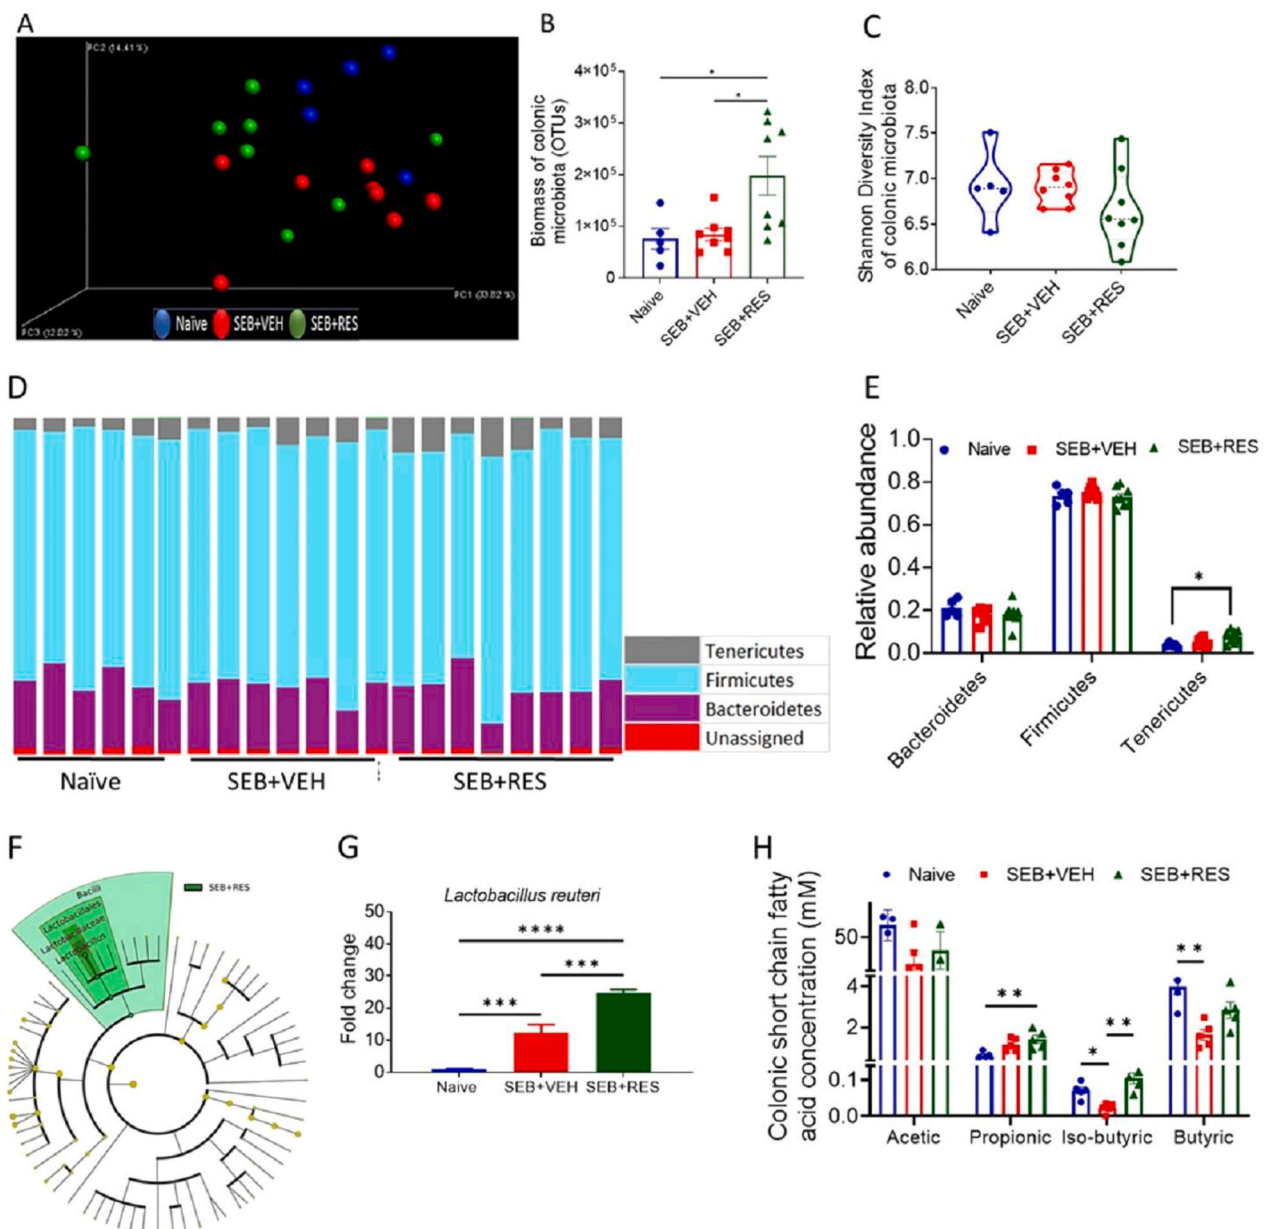 A
PC2 (14.41 %)
PC1 (33.82 %)
PC3 (12.02 %)
Naïve SEB+VEH SEB+RES
B
Biomass of colonic
microbiota (OTUs)
4×10⁵
3×10⁵
2×10⁵
1×10⁵
0
*
*
Naive
SEB+VEH
SEB+RES
C
Shannon Diversity Index
of colonic microbiota
8.0
7.5
7.0
6.5
6.0
Naive
SEB+VEH
SEB+RES
D
Tenericutes
Firmicutes
Bacteroidetes
Unassigned
Naïve SEB+VEH SEB+RES
E
Relative abundance
1.0
0.8
0.6
0.4
0.2
0.0
Naive SEB+VEH SEB+RES
*
Bacteroidetes
Firmicutes
Tenericutes
F
Bacilli
Lactobacillales
Lactobacillaceae
Lactobacillus
SEB+RES
G
Lactobacillus reuteri
Fold change
50
40
30
20
10
0
****
***
***
Naive SEB+VEH SEB+RES
H
Naive SEB+VEH SEB+RES
Colonic short chain fatty
acid concentration (mM)
50
4
2
0.1
0.0
**
*
**
**
Acetic Propionic Iso-butyric Butyric